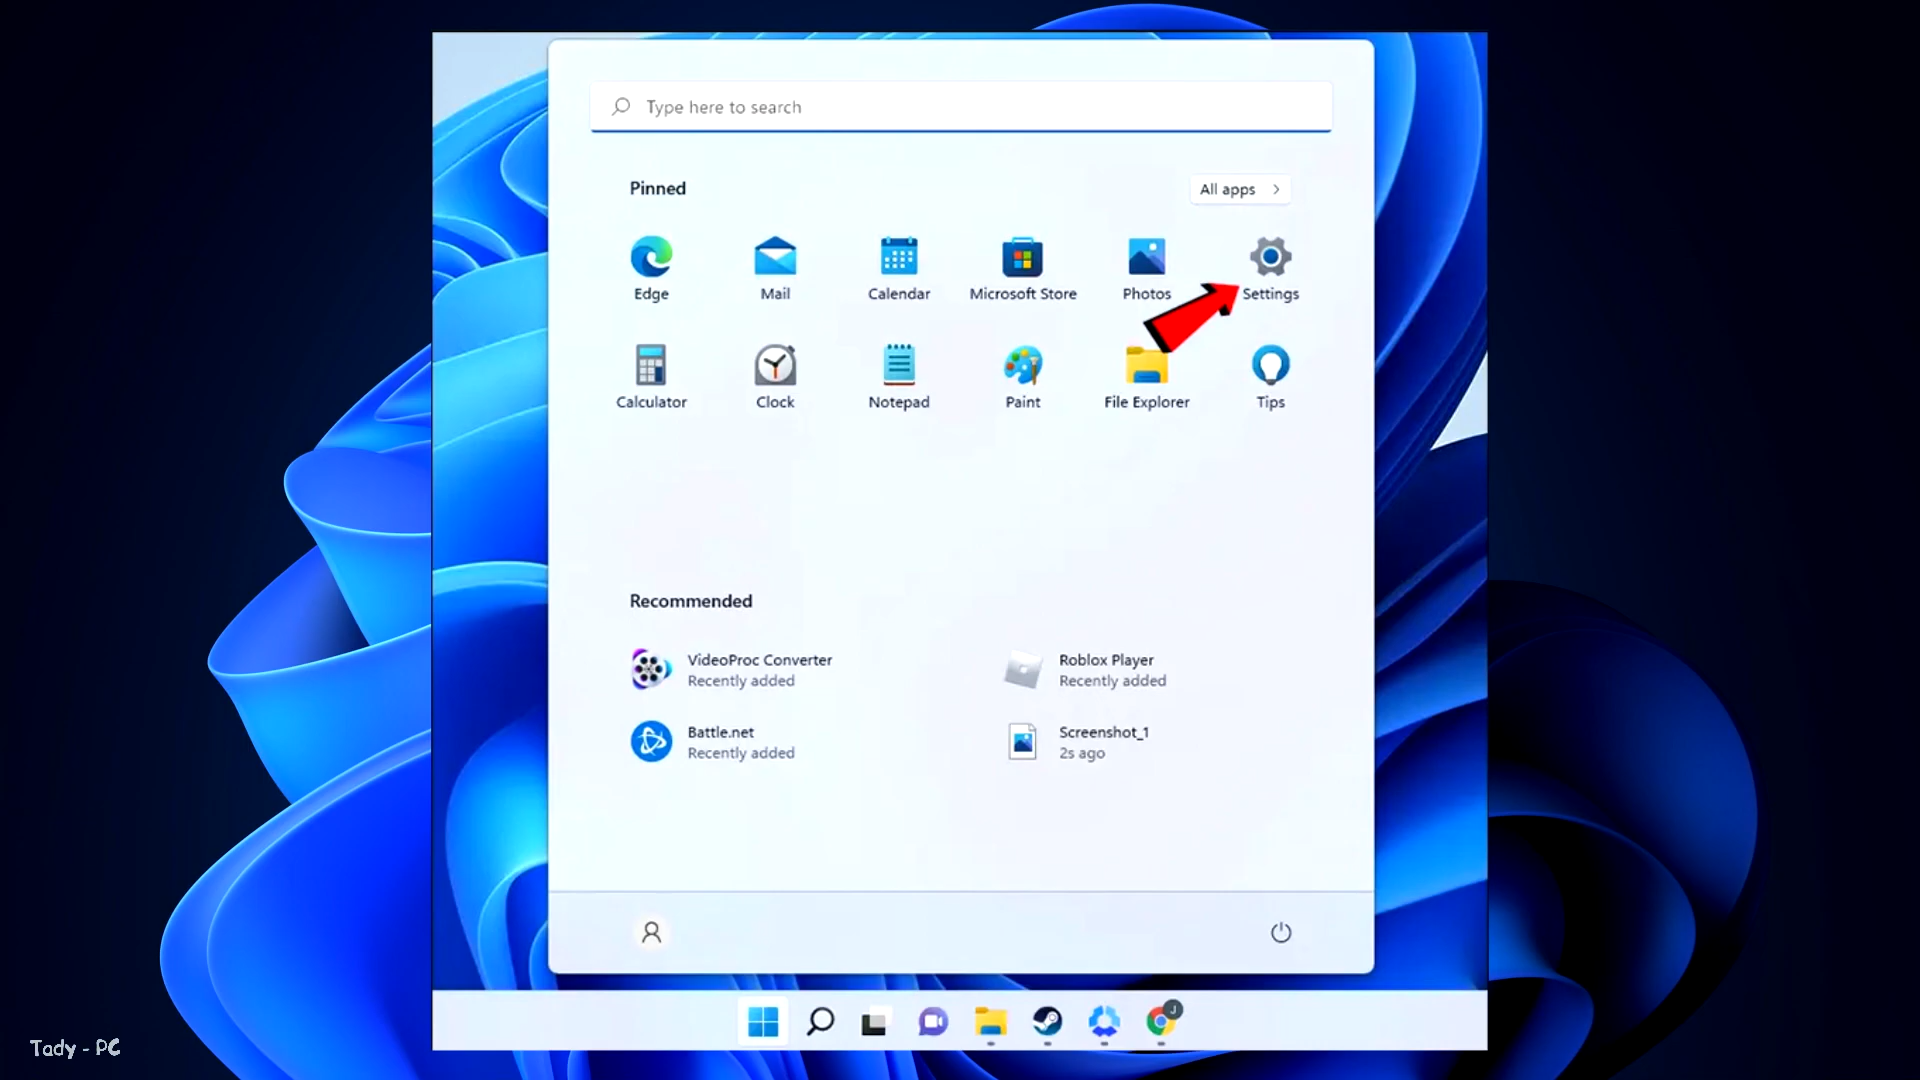 Type here to search
Pinned
All apps
Edge
Mail
Calendar
Microsoft Store
Photos
Settings
Calculator
Clock
Notepad
Paint
File Explorer
Tips
Recommended
VideoProc Converter
Recently added
Roblox Player
Recently added
Battle.net
Recently added
Screenshot_1
2s ago
J
Tady - PC